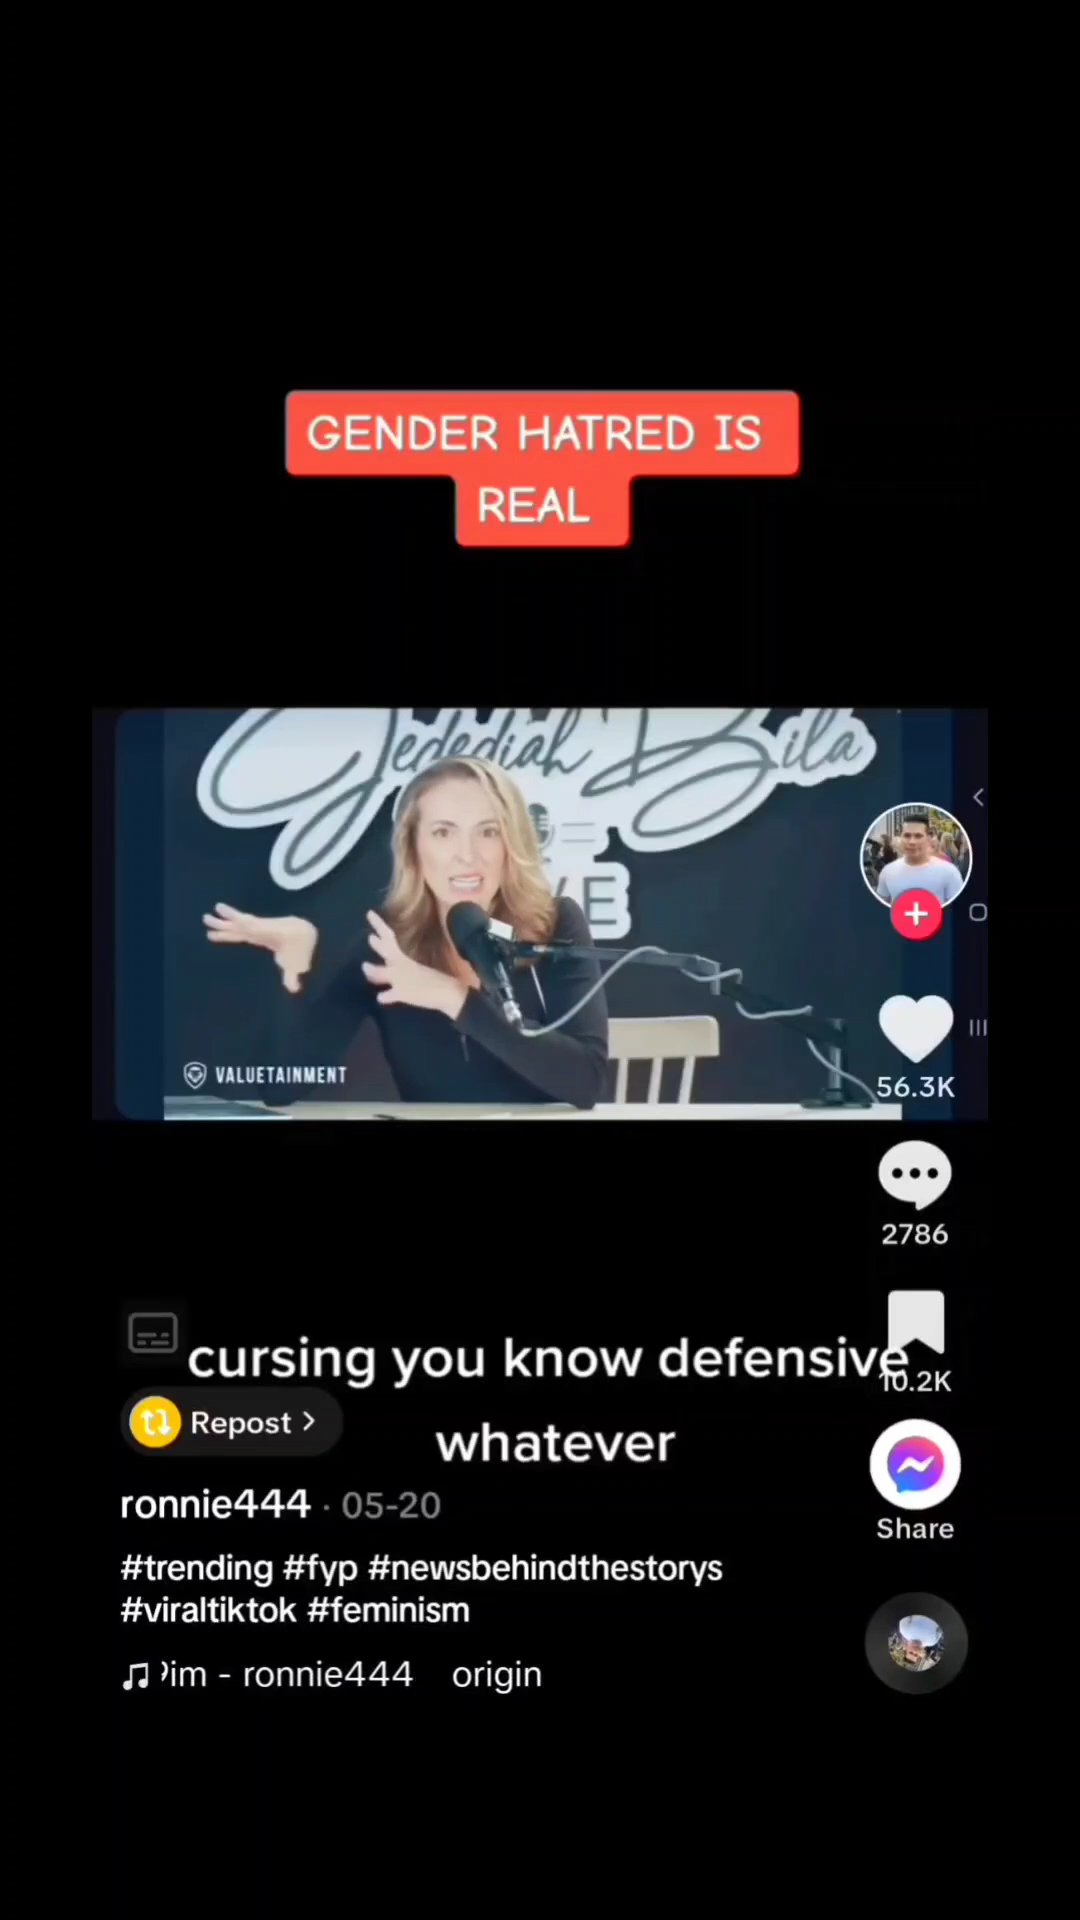 GENDER HATRED IS
REAL
Jedediah Bila
VALUETAINMENT
56.3K
2786
cursing you know defensive
10.2K
whatever
Repost >
ronnie444 · 05-20
Share
#trending #fyp #newsbehindthestorys
#viraltiktok #feminism
im - ronnie444 origin